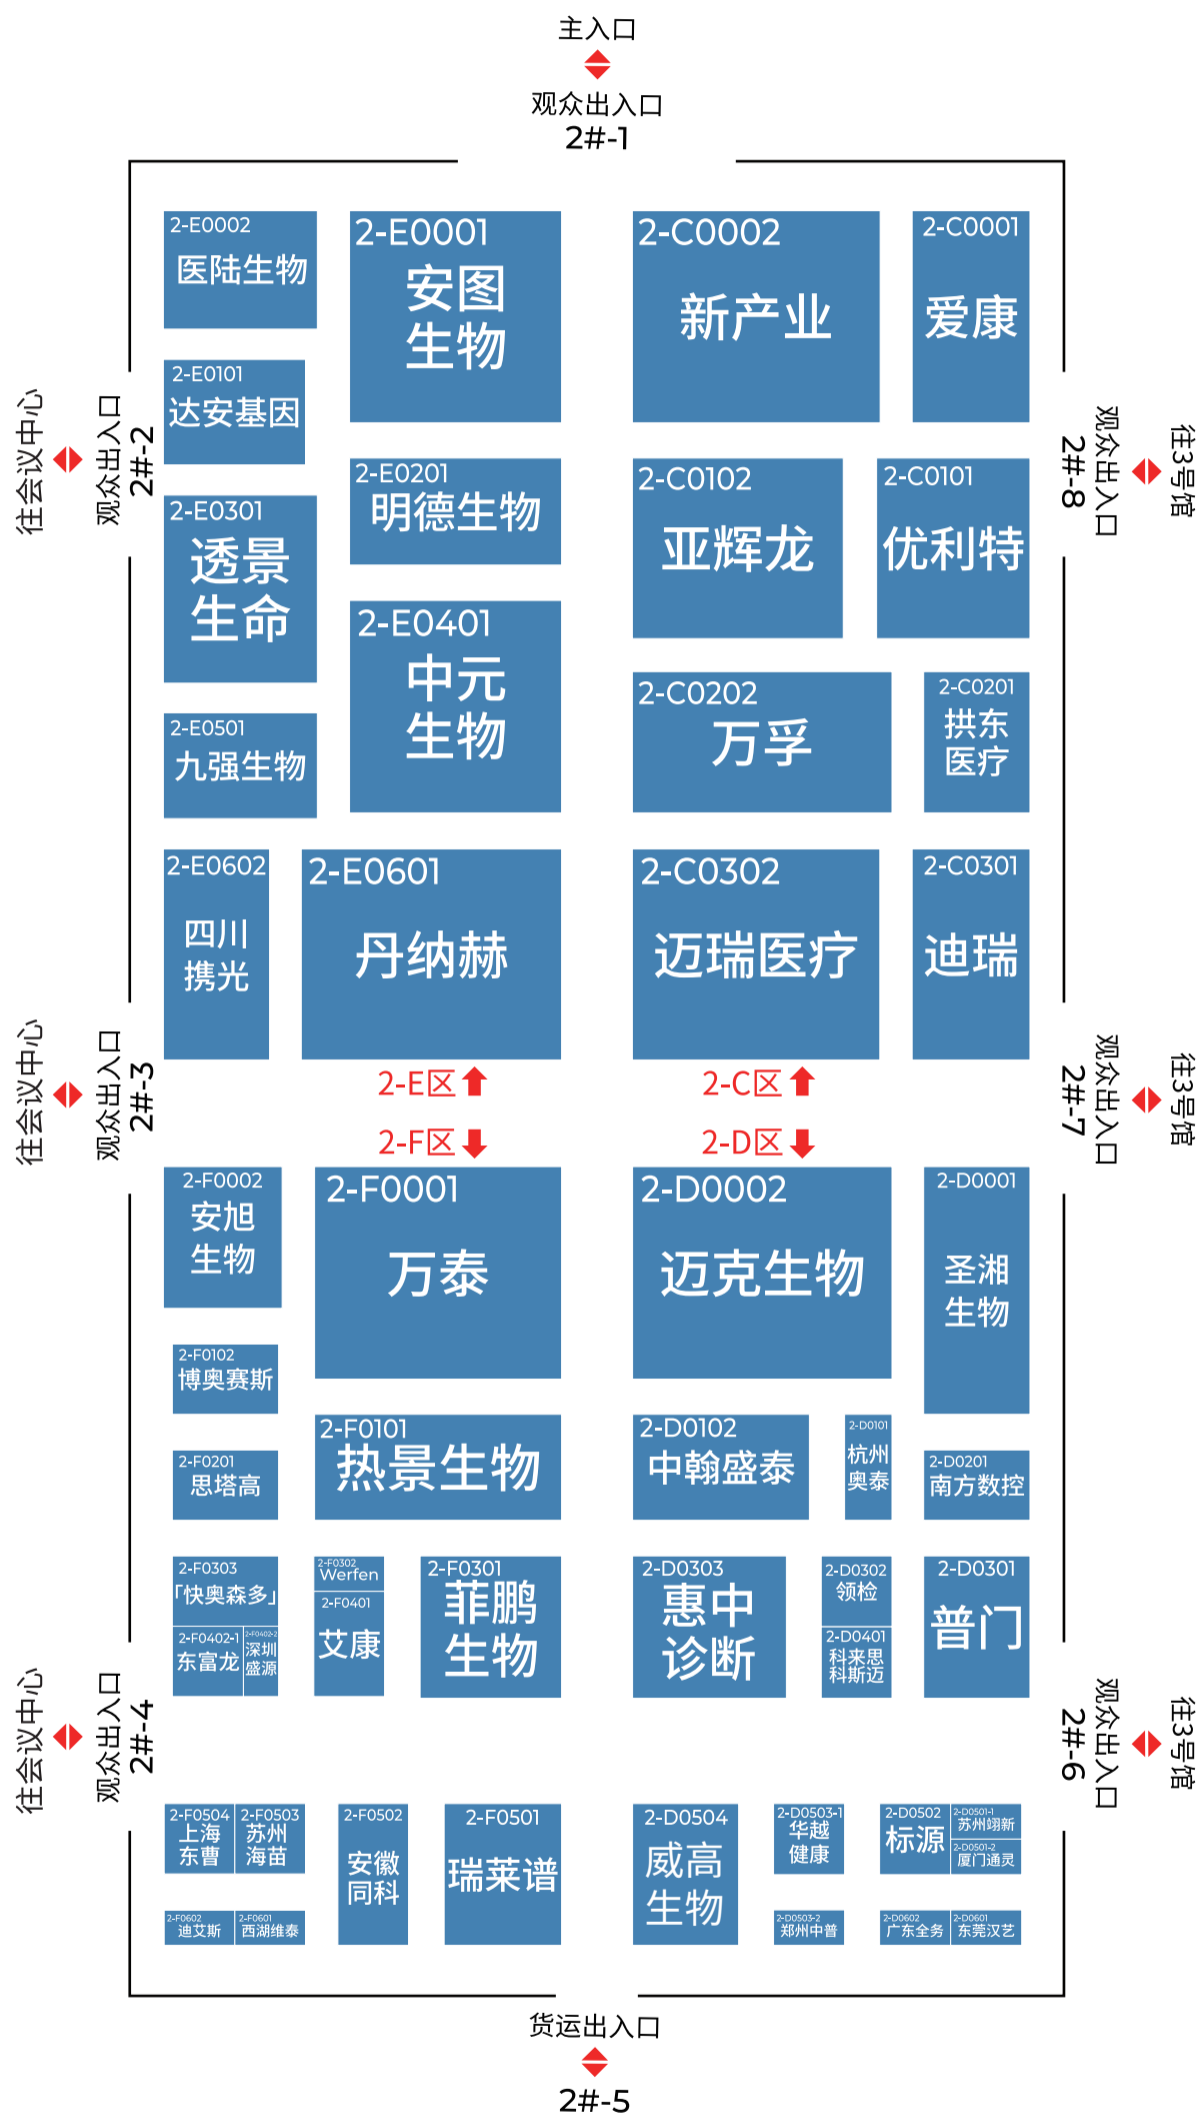 主入口
观众出入口
2#-1
2-E0002
医陆生物
2-E0001
安图
生物
2-C0002
新产业
2-C0001
爱康
2-E0101
达安基因
往会议中心
观众出入口
2#-2
2-E0201
明德生物
2-C0102
亚辉龙
2-C0101
优利特
观众出入口
2#-8
往3号馆
2-E0301
透景
生命
2-E0401
中元
生物
2-C0202
万孚
2-C0201
拱东
医疗
2-E0501
九强生物
2-E0602
四川
携光
2-E0601
丹纳赫
2-C0302
迈瑞医疗
2-C0301
迪瑞
往会议中心
观众出入口
2#-3
2-E区
2-C区
2-F区
2-D区
观众出入口
2#-7
往3号馆
2-F0002
安旭
生物
2-F0001
万泰
2-D0002
迈克生物
2-D0001
圣湘
生物
2-F0102
博奥赛斯
2-F0101
热景生物
2-D0102
中翰盛泰
2-D0101
杭州
奥泰
2-F0201
思塔高
2-D0201
南方数控
2-F0303
「快奥森多」
2-F0302
Werfen
2-F0301
菲鹏
生物
2-D0303
惠中
诊断
2-D0302
领检
2-D0301
普门
2-F0402-1
东富龙
2-F0402-2
深圳
盛源
2-F0401
艾康
2-D0401
科来思
科斯迈
往会议中心
观众出入口
2#-4
观众出入口
2#-6
往3号馆
2-F0504
上海
东曹
2-F0503
苏州
海苗
2-F0502
安徽
同科
2-F0501
瑞莱谱
2-D0504
威高
生物
2-D0503-1
华越
健康
2-D0502
标源
2-D0501-1
苏州翊新
2-D0501-2
厦门通灵
2-F0602
迪艾斯
2-F0601
西湖维泰
2-D0503-2
郑州中普
2-D0602
广东全务
2-D0601
东莞汉艺
货运出入口
2#-5